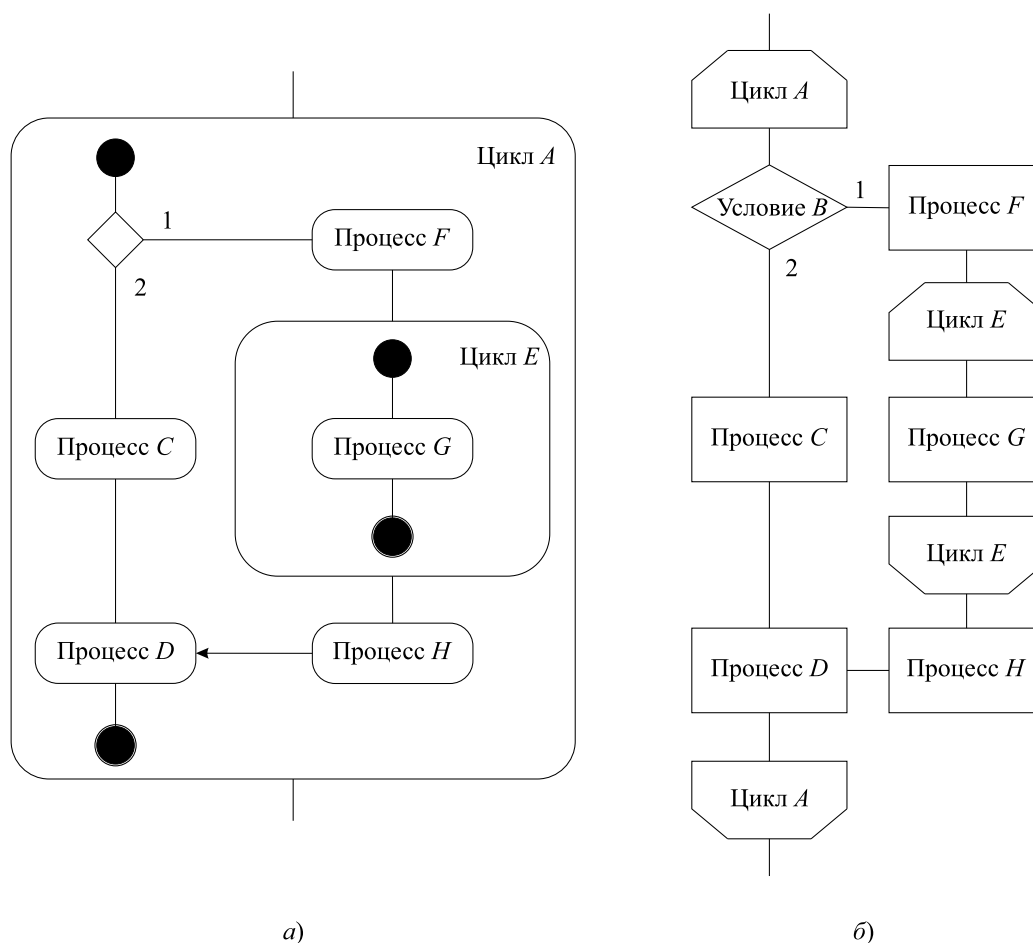 Цикл A
1
Процесс F
2
Цикл E
Процесс C
Процесс G
Процесс D
Процесс H
а)
Цикл A
Условие B
1
Процесс F
2
Цикл E
Процесс C
Процесс G
Цикл E
Процесс D
Процесс H
Цикл A
б)